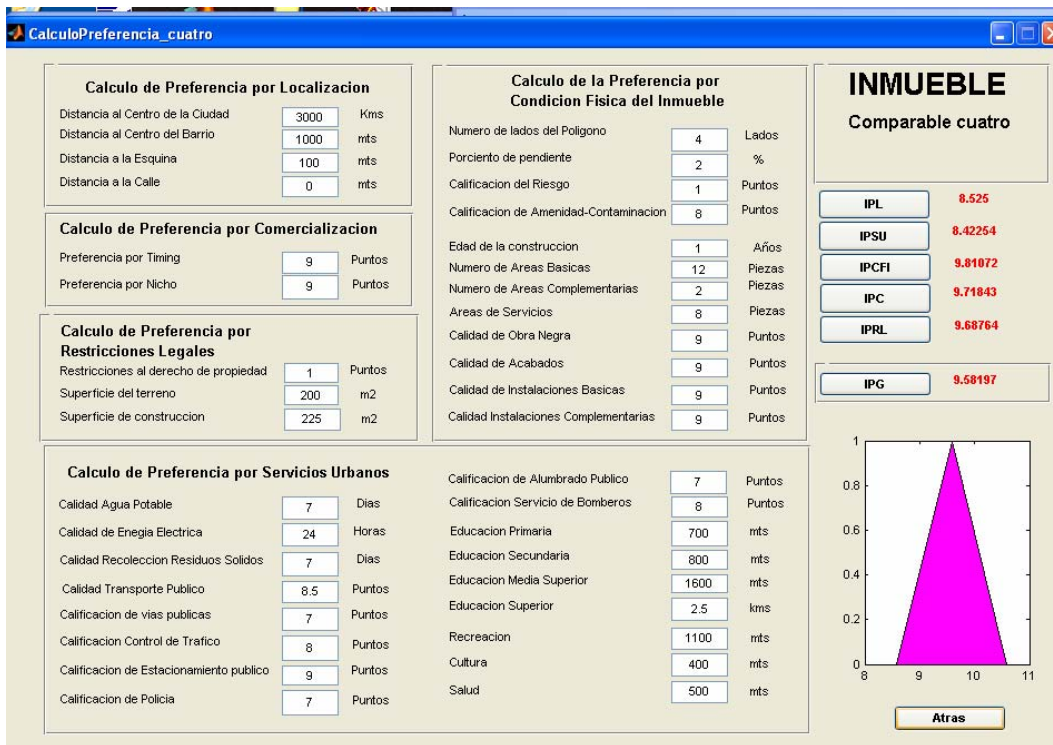 CalculoPreferencia_cuatro
Calculo de Preferencia por Localizacion
Distancia al Centro de la Ciudad 3000 Kms
Distancia al Centro del Barrio 1000 mts
Distancia a la Esquina 100 mts
Distancia a la Calle 0 mts
Calculo de Preferencia por Comercializacion
Preferencia por Timing 9 Puntos
Preferencia por Nicho 9 Puntos
Calculo de Preferencia por
Restricciones Legales
Restricciones al derecho de propiedad 1 Puntos
Superficie del terreno 200 m2
Superficie de construccion 225 m2
Calculo de la Preferencia por
Condicion Fisica del Inmueble
Numero de lados del Poligono 4 Lados
Porciento de pendiente 2 %
Calificacion del Riesgo 1 Puntos
Calificacion de Amenidad-Contaminacion 8 Puntos
Edad de la construccion 1 Años
Numero de Areas Basicas 12 Piezas
Numero de Areas Complementarias 2 Piezas
Areas de Servicios 8 Piezas
Calidad de Obra Negra 9 Puntos
Calidad de Acabados 9 Puntos
Calidad de Instalaciones Basicas 9 Puntos
Calidad Instalaciones Complementarias 9 Puntos
INMUEBLE
Comparable cuatro
IPL 8.525
IPSU 8.42254
IPCFI 9.81072
IPC 9.71843
IPRL 9.68764
IPG 9.58197
Calculo de Preferencia por Servicios Urbanos
Calidad Agua Potable 7 Dias
Calidad de Enegia Electrica 24 Horas
Calidad Recoleccion Residuos Solidos 7 Dias
Calidad Transporte Publico 8.5 Puntos
Calificacion de vias publicas 7 Puntos
Calificacion Control de Trafico 8 Puntos
Calificacion de Estacionamiento publico 9 Puntos
Calificacion de Policia 7 Puntos
Calificacion de Alumbrado Publico 7 Puntos
Calificacion Servicio de Bomberos 8 Puntos
Educacion Primaria 700 mts
Educacion Secundaria 800 mts
Educacion Media Superior 1600 mts
Educacion Superior 2.5 kms
Recreacion 1100 mts
Cultura 400 mts
Salud 500 mts
1
0.8
0.6
0.4
0.2
0
8 9 10 11
Atras